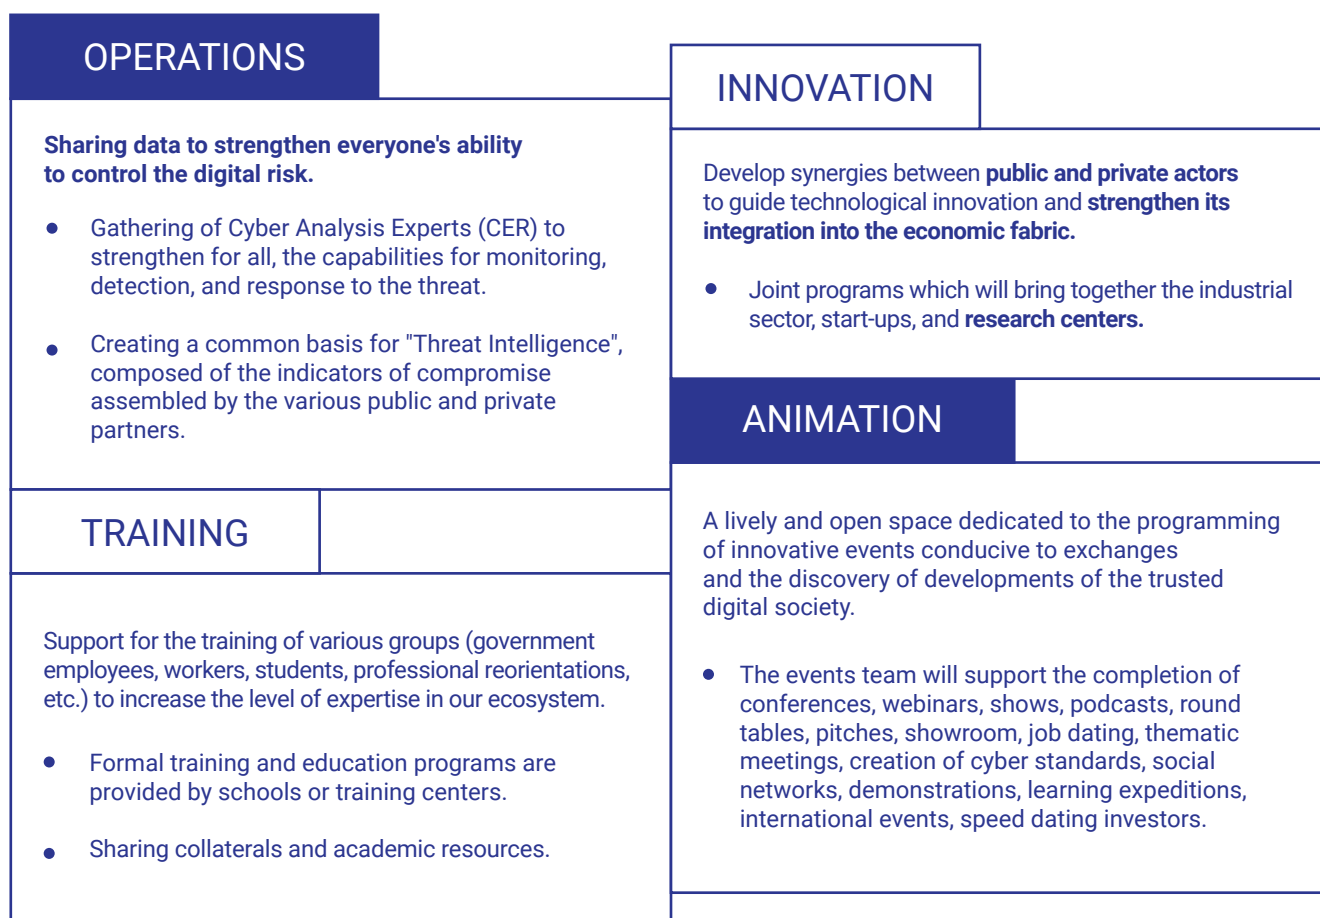 OPERATIONS
Sharing data to strengthen everyone's ability
to control the digital risk.
Gathering of Cyber Analysis Experts (CER) to
strengthen for all, the capabilities for monitoring,
detection, and response to the threat.
Creating a common basis for "Threat Intelligence",
composed of the indicators of compromise
assembled by the various public and private
partners.
TRAINING
Support for the training of various groups (government
employees, workers, students, professional reorientations,
etc.) to increase the level of expertise in our ecosystem.
Formal training and education programs are
provided by schools or training centers.
Sharing collaterals and academic resources.
INNOVATION
Develop synergies between public and private actors
to guide technological innovation and strengthen its
integration into the economic fabric.
Joint programs which will bring together the industrial
sector, start-ups, and research centers.
ANIMATION
A lively and open space dedicated to the programming
of innovative events conducive to exchanges
and the discovery of developments of the trusted
digital society.
The events team will support the completion of
conferences, webinars, shows, podcasts, round
tables, pitches, showroom, job dating, thematic
meetings, creation of cyber standards, social
networks, demonstrations, learning expeditions,
international events, speed dating investors.